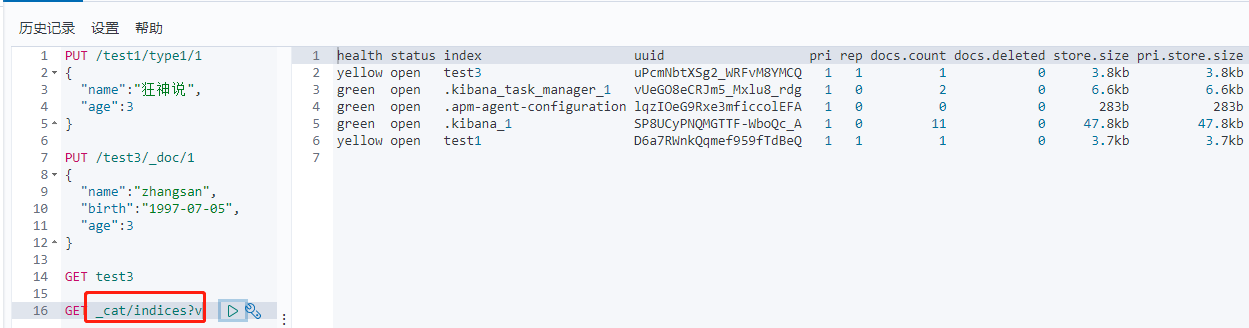 历史记录 设置 帮助
1 PUT /test1/type1/1
2 {
3 "name":"狂神说",
4 "age":3
5 }
6
7 PUT /test3/_doc/1
8 {
9 "name":"zhangsan",
10 "birth":"1997-07-05",
11 "age":3
12 }
13
14 GET test3
15
16 GET _cat/indices?v
1 health status index uuid pri rep docs.count docs.deleted store.size pri.store.size
2 yellow open test3 uPcmNbtXSg2_WRFvM8YMCQ 1 1 1 0 3.8kb 3.8kb
3 green open .kibana_task_manager_1 vUeGO8eCRJm5_Mxlu8_rdg 1 0 2 0 6.6kb 6.6kb
4 green open .apm-agent-configuration lqzIOeG9Rxe3mficcolEFA 1 0 0 0 283b 283b
5 green open .kibana_1 SP8UCyPNQMGTTF-WboQc_A 1 0 11 0 47.8kb 47.8kb
6 yellow open test1 D6a7RWnkQqmef959fTdBeQ 1 1 1 0 3.7kb 3.7kb
7